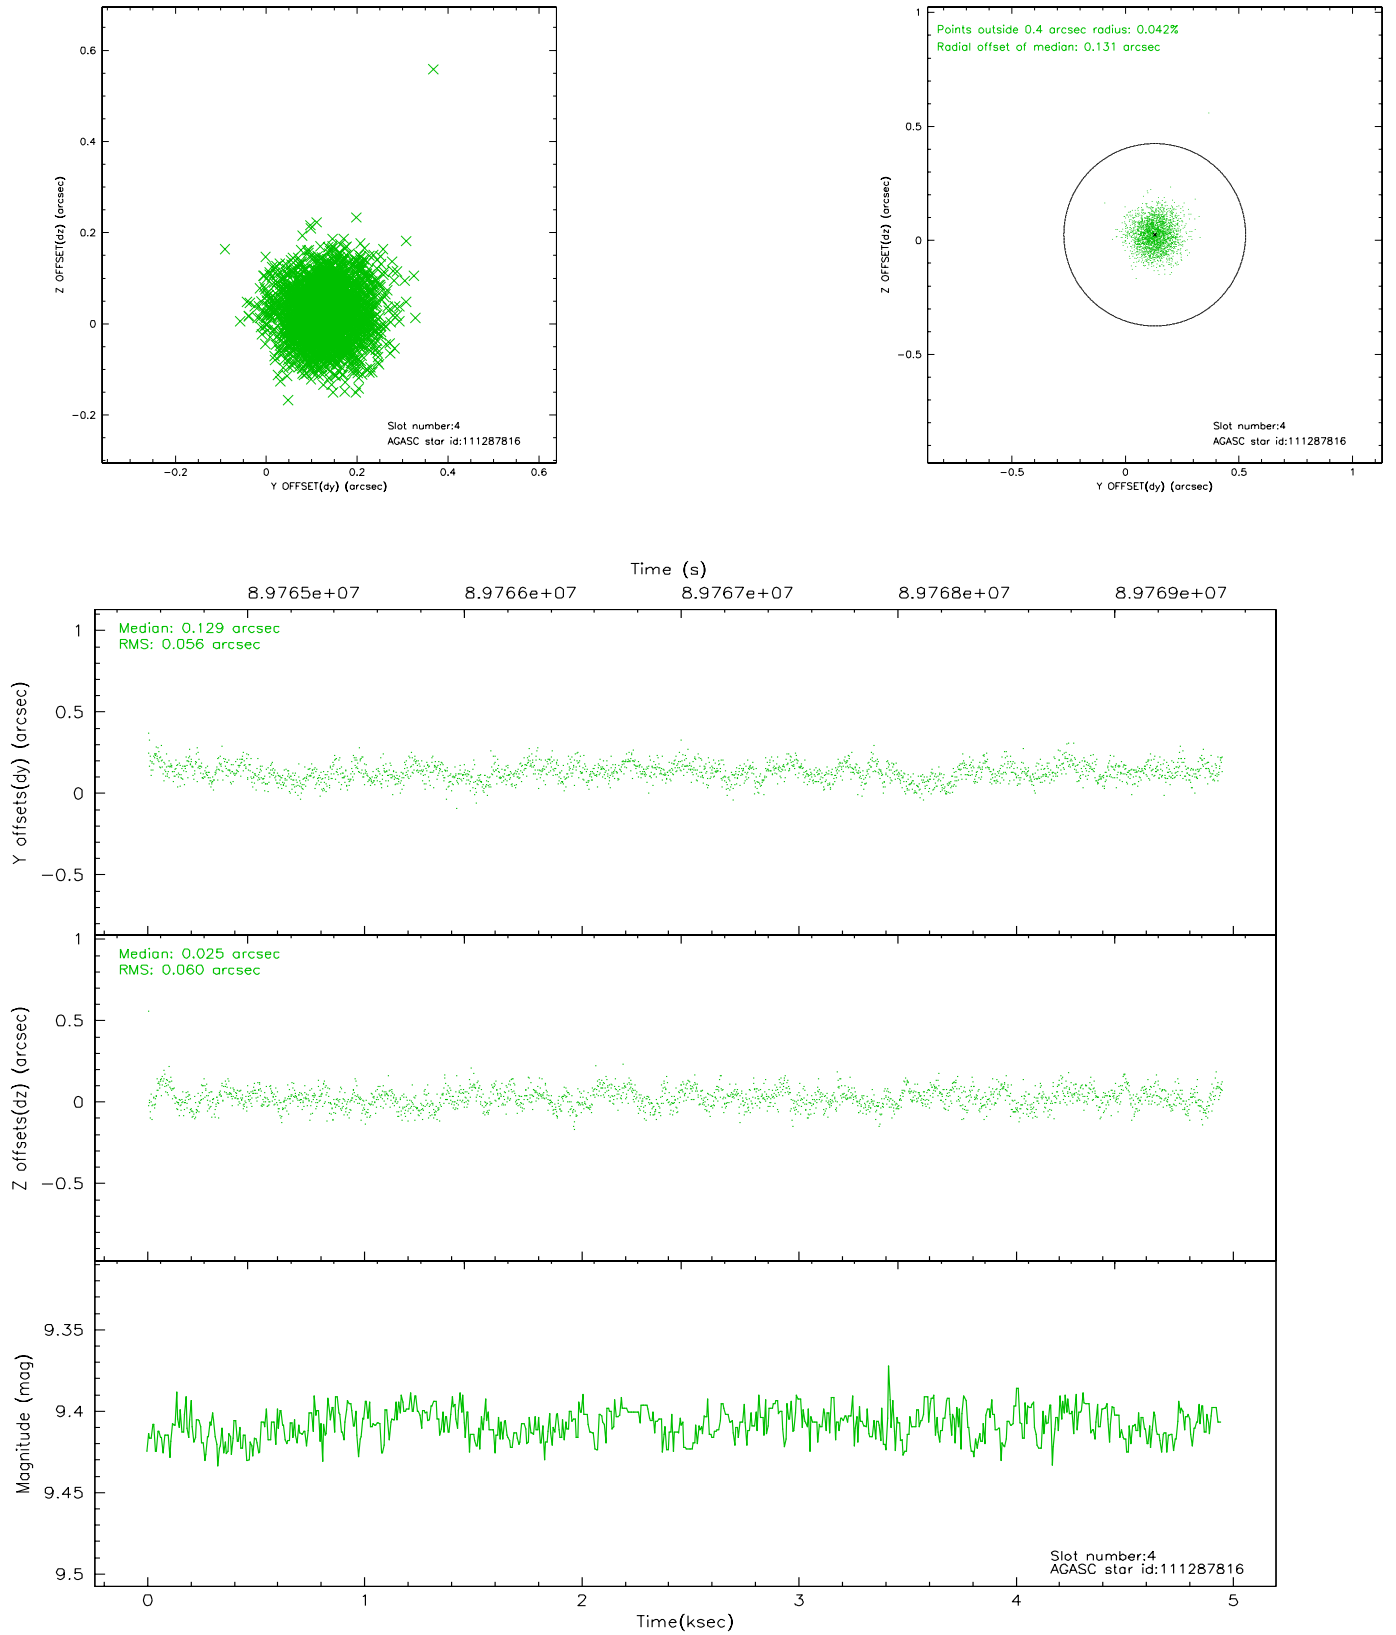 0.6
0.4
0.2
0
−0.2
Z OFFSET(dz) (arcsec)
Slot number:4
AGASC star id:111287816
−0.2 0 0.2 0.4 0.6
Y OFFSET(dy) (arcsec)
Points outside 0.4 arcsec radius: 0.042%
Radial offset of median: 0.131 arcsec
1
0.5
0
−0.5
Z OFFSET(dz) (arcsec)
Slot number:4
AGASC star id:111287816
−0.5 0 0.5 1
Y OFFSET(dy) (arcsec)
Time (s)
8.9765e+07 8.9766e+07 8.9767e+07 8.9768e+07 8.9769e+07
Median: 0.129 arcsec
RMS: 0.056 arcsec
1
0.5
0
−0.5
Y offsets(dy) (arcsec)
Median: 0.025 arcsec
RMS: 0.060 arcsec
1
0.5
0
−0.5
Z offsets(dz) (arcsec)
9.35
9.4
9.45
9.5
Magnitude (mag)
Slot number:4
AGASC star id:111287816
0 1 2 3 4 5
Time(ksec)